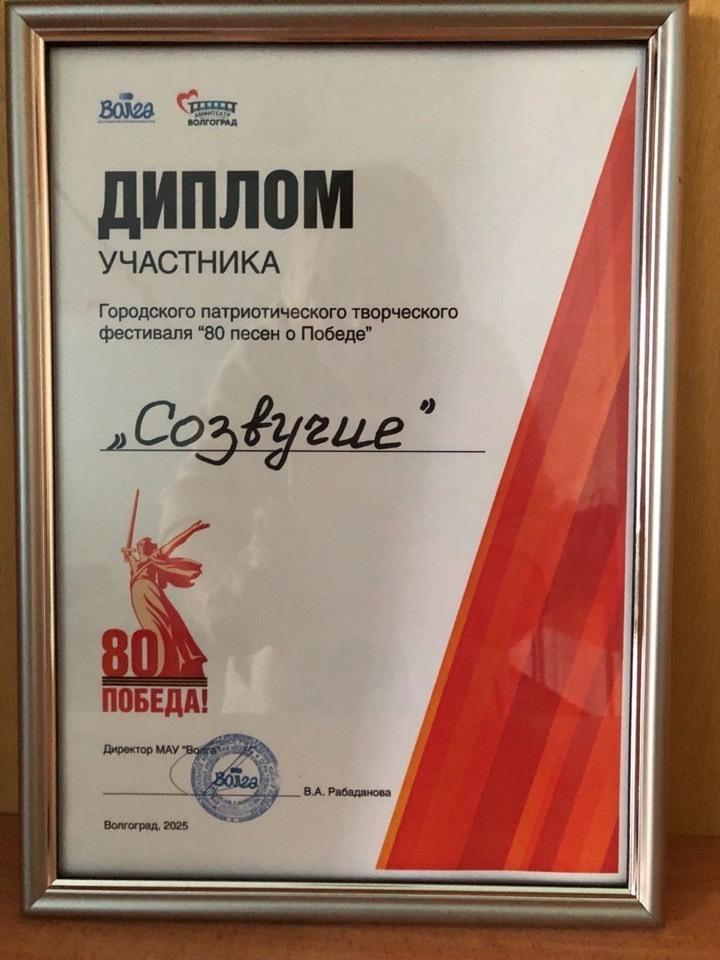 Волга
АМФИТЕАТР
ВОЛГОГРАД
ДИПЛОМ
УЧАСТНИКА
Городского патриотического творческого
фестиваля “80 песен о Победе”
„Созвучие”
80
ПОБЕДА!
Директор МАУ “Волга”
Волга
В.А. Рабаданова
Волгоград, 2025